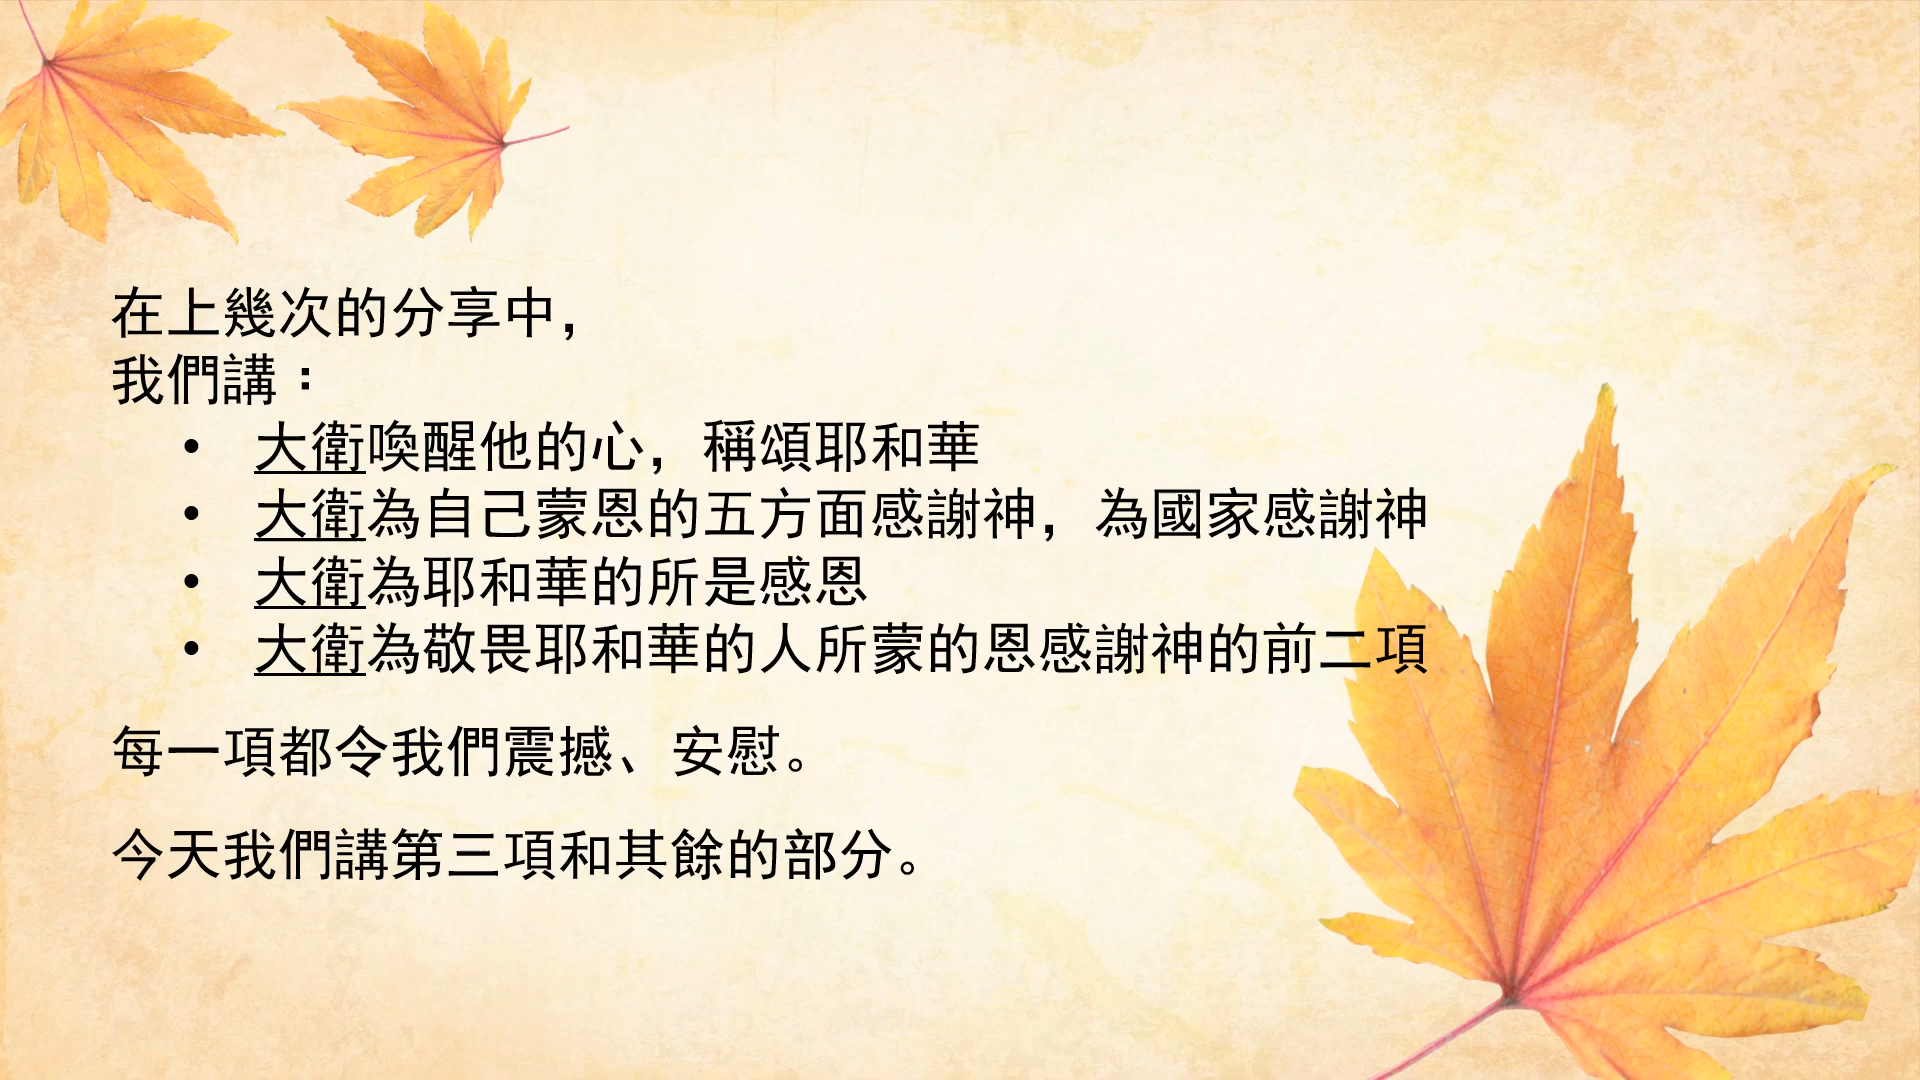 在上幾次的分享中，
我們講：
• 大衛喚醒他的心，稱頌耶和華
• 大衛為自己蒙恩的五方面感謝神，為國家感謝神
• 大衛為耶和華的所是感恩
• 大衛為敬畏耶和華的人所蒙的恩感謝神的前二項
每一項都令我們震撼、安慰。
今天我們講第三項和其餘的部分。